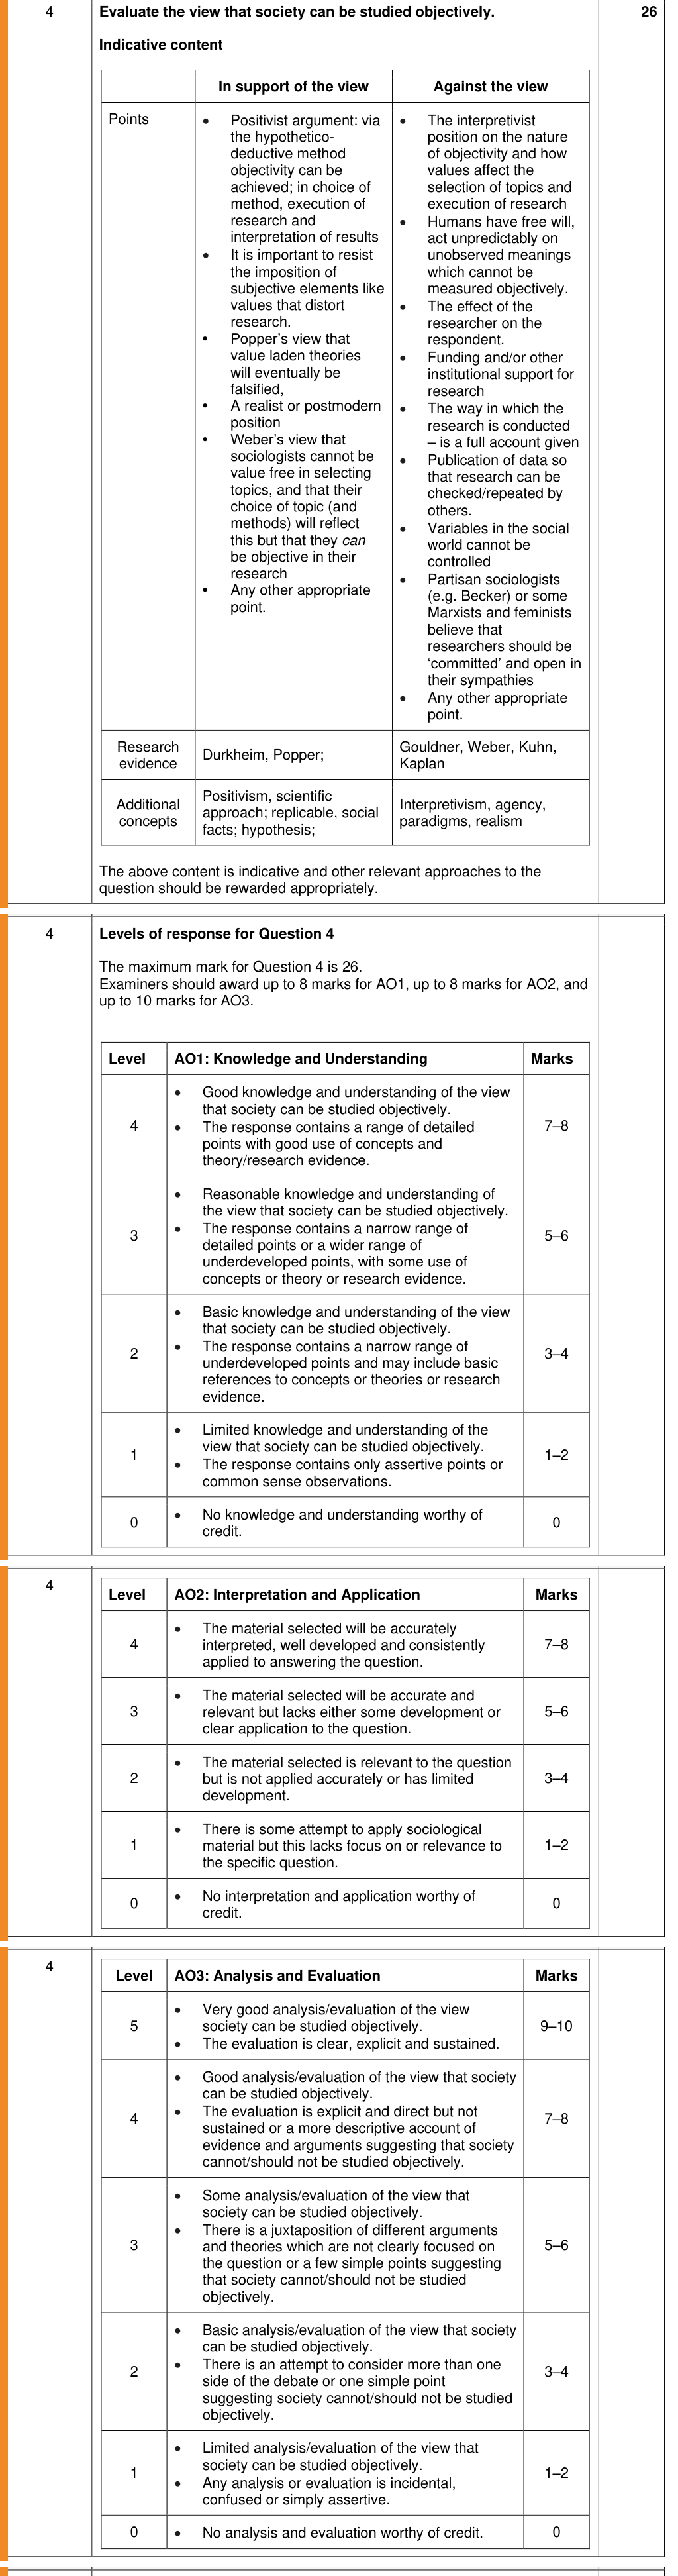 4 Evaluate the view that society can be studied objectively. 26
Indicative content
In support of the view Against the view
Points
• Positivist argument: via
the hypothetico-
deductive method
objectivity can be
achieved; in choice of
method, execution of
research and
interpretation of results
• It is important to resist
the imposition of
subjective elements like
values that distort
research.
• Popper's view that
value laden theories
will eventually be
falsified,
• A realist or postmodern
position
• Weber's view that
sociologists cannot be
value free in selecting
topics, and that their
choice of topic (and
methods) will reflect
this but that they can
be objective in their
research
• Any other appropriate
point.
• The interpretivist
position on the nature
of objectivity and how
values affect the
selection of topics and
execution of research
• Humans have free will,
act unpredictably on
unobserved meanings
which cannot be
measured objectively.
• The effect of the
researcher on the
respondent.
• Funding and/or other
institutional support for
research
• The way in which the
research is conducted
– is a full account given
• Publication of data so
that research can be
checked/repeated by
others.
• Variables in the social
world cannot be
controlled
• Partisan sociologists
(e.g. Becker) or some
Marxists and feminists
believe that
researchers should be
'committed' and open in
their sympathies
• Any other appropriate
point.
Research
evidence
Durkheim, Popper;
Gouldner, Weber, Kuhn,
Kaplan
Additional
concepts
Positivism, scientific
approach; replicable, social
facts; hypothesis;
Interpretivism, agency,
paradigms, realism
The above content is indicative and other relevant approaches to the
question should be rewarded appropriately.
4 Levels of response for Question 4
The maximum mark for Question 4 is 26.
Examiners should award up to 8 marks for AO1, up to 8 marks for AO2, and
up to 10 marks for AO3.
Level AO1: Knowledge and Understanding Marks
4
• Good knowledge and understanding of the view
that society can be studied objectively.
• The response contains a range of detailed
points with good use of concepts and
theory/research evidence.
7–8
3
• Reasonable knowledge and understanding of
the view that society can be studied objectively.
• The response contains a narrow range of
detailed points or a wider range of
underdeveloped points, with some use of
concepts or theory or research evidence.
5–6
2
• Basic knowledge and understanding of the view
that society can be studied objectively.
• The response contains a narrow range of
underdeveloped points and may include basic
references to concepts or theories or research
evidence.
3–4
1
• Limited knowledge and understanding of the
view that society can be studied objectively.
• The response contains only assertive points or
common sense observations.
1–2
0
• No knowledge and understanding worthy of
credit.
0
4
Level AO2: Interpretation and Application Marks
4
• The material selected will be accurately
interpreted, well developed and consistently
applied to answering the question.
7–8
3
• The material selected will be accurate and
relevant but lacks either some development or
clear application to the question.
5–6
2
• The material selected is relevant to the question
but is not applied accurately or has limited
development.
3–4
1
• There is some attempt to apply sociological
material but this lacks focus on or relevance to
the specific question.
1–2
0
• No interpretation and application worthy of
credit.
0
4
Level AO3: Analysis and Evaluation Marks
5
• Very good analysis/evaluation of the view
society can be studied objectively.
• The evaluation is clear, explicit and sustained.
9–10
4
• Good analysis/evaluation of the view that society
can be studied objectively.
• The evaluation is explicit and direct but not
sustained or a more descriptive account of
evidence and arguments suggesting that society
cannot/should not be studied objectively.
7–8
3
• Some analysis/evaluation of the view that
society can be studied objectively.
• There is a juxtaposition of different arguments
and theories which are not clearly focused on
the question or a few simple points suggesting
that society cannot/should not be studied
objectively.
5–6
2
• Basic analysis/evaluation of the view that society
can be studied objectively.
• There is an attempt to consider more than one
side of the debate or one simple point
suggesting society cannot/should not be studied
objectively.
3–4
1
• Limited analysis/evaluation of the view that
society can be studied objectively.
• Any analysis or evaluation is incidental,
confused or simply assertive.
1–2
0
• No analysis and evaluation worthy of credit.
0